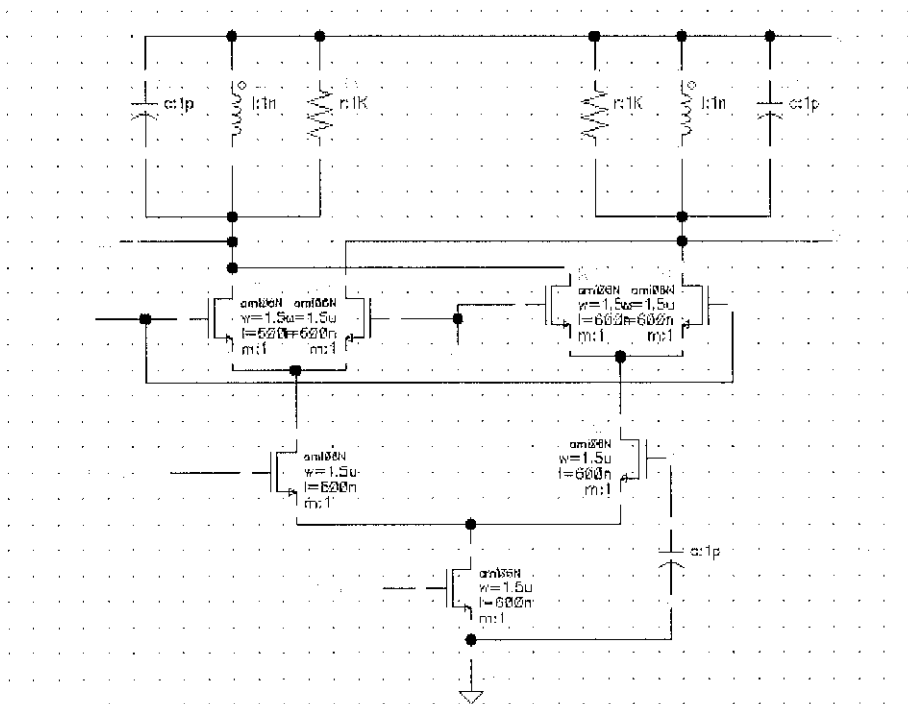 c:1p
l:1n
r:1K
r:1K
l:1n
c:1p
ami06N ami06N
w=1.5u=1.5u
l=600n=600n
m:1 m:1
ami06N ami06N
w=1.5u=1.5u
l=600n=600n
m:1 m:1
ami06N
w=1.5u
l=600n
m:1
ami06N
w=1.5u
l=600n
m:1
c:1p
ami06N
w=1.5u
l=600n
m:1